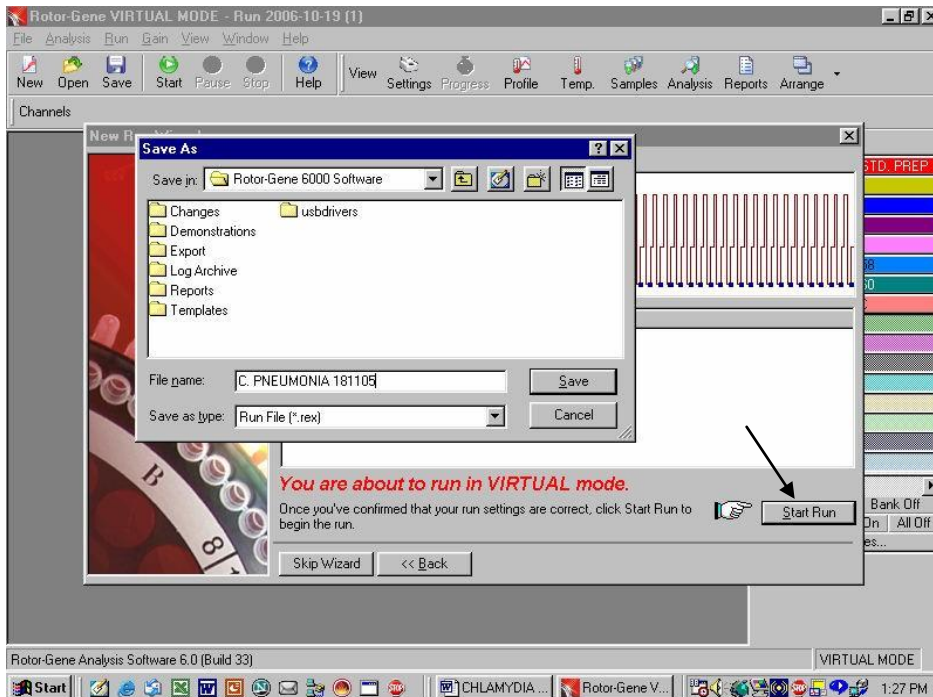 Rotor-Gene VIRTUAL MODE - Run 2006-10-19 (1)
File Analysis Run Gain View Window Help
New Open Save Start Pause Stop Help View Settings Progress Profile Temp. Samples Analysis Reports Arrange
Channels
New R
Save As
STD. PREP
Save in: Rotor-Gene 6000 Software
Changes usbdrivers
Demonstrations
Export
Log Archive
Reports
Templates
File name: C. PNEUMONIA 181105 Save
Save as type: Run File (*.rex) Cancel
You are about to run in VIRTUAL mode.
Once you've confirmed that your run settings are correct, click Start Run to
begin the run.
Start Run
Bank Off
On All Off
es...
Skip Wizard << Back
B
8
Rotor-Gene Analysis Software 6.0 (Build 33) VIRTUAL MODE
Start CHLAMYDIA ... Rotor-Gene V... 1:27 PM